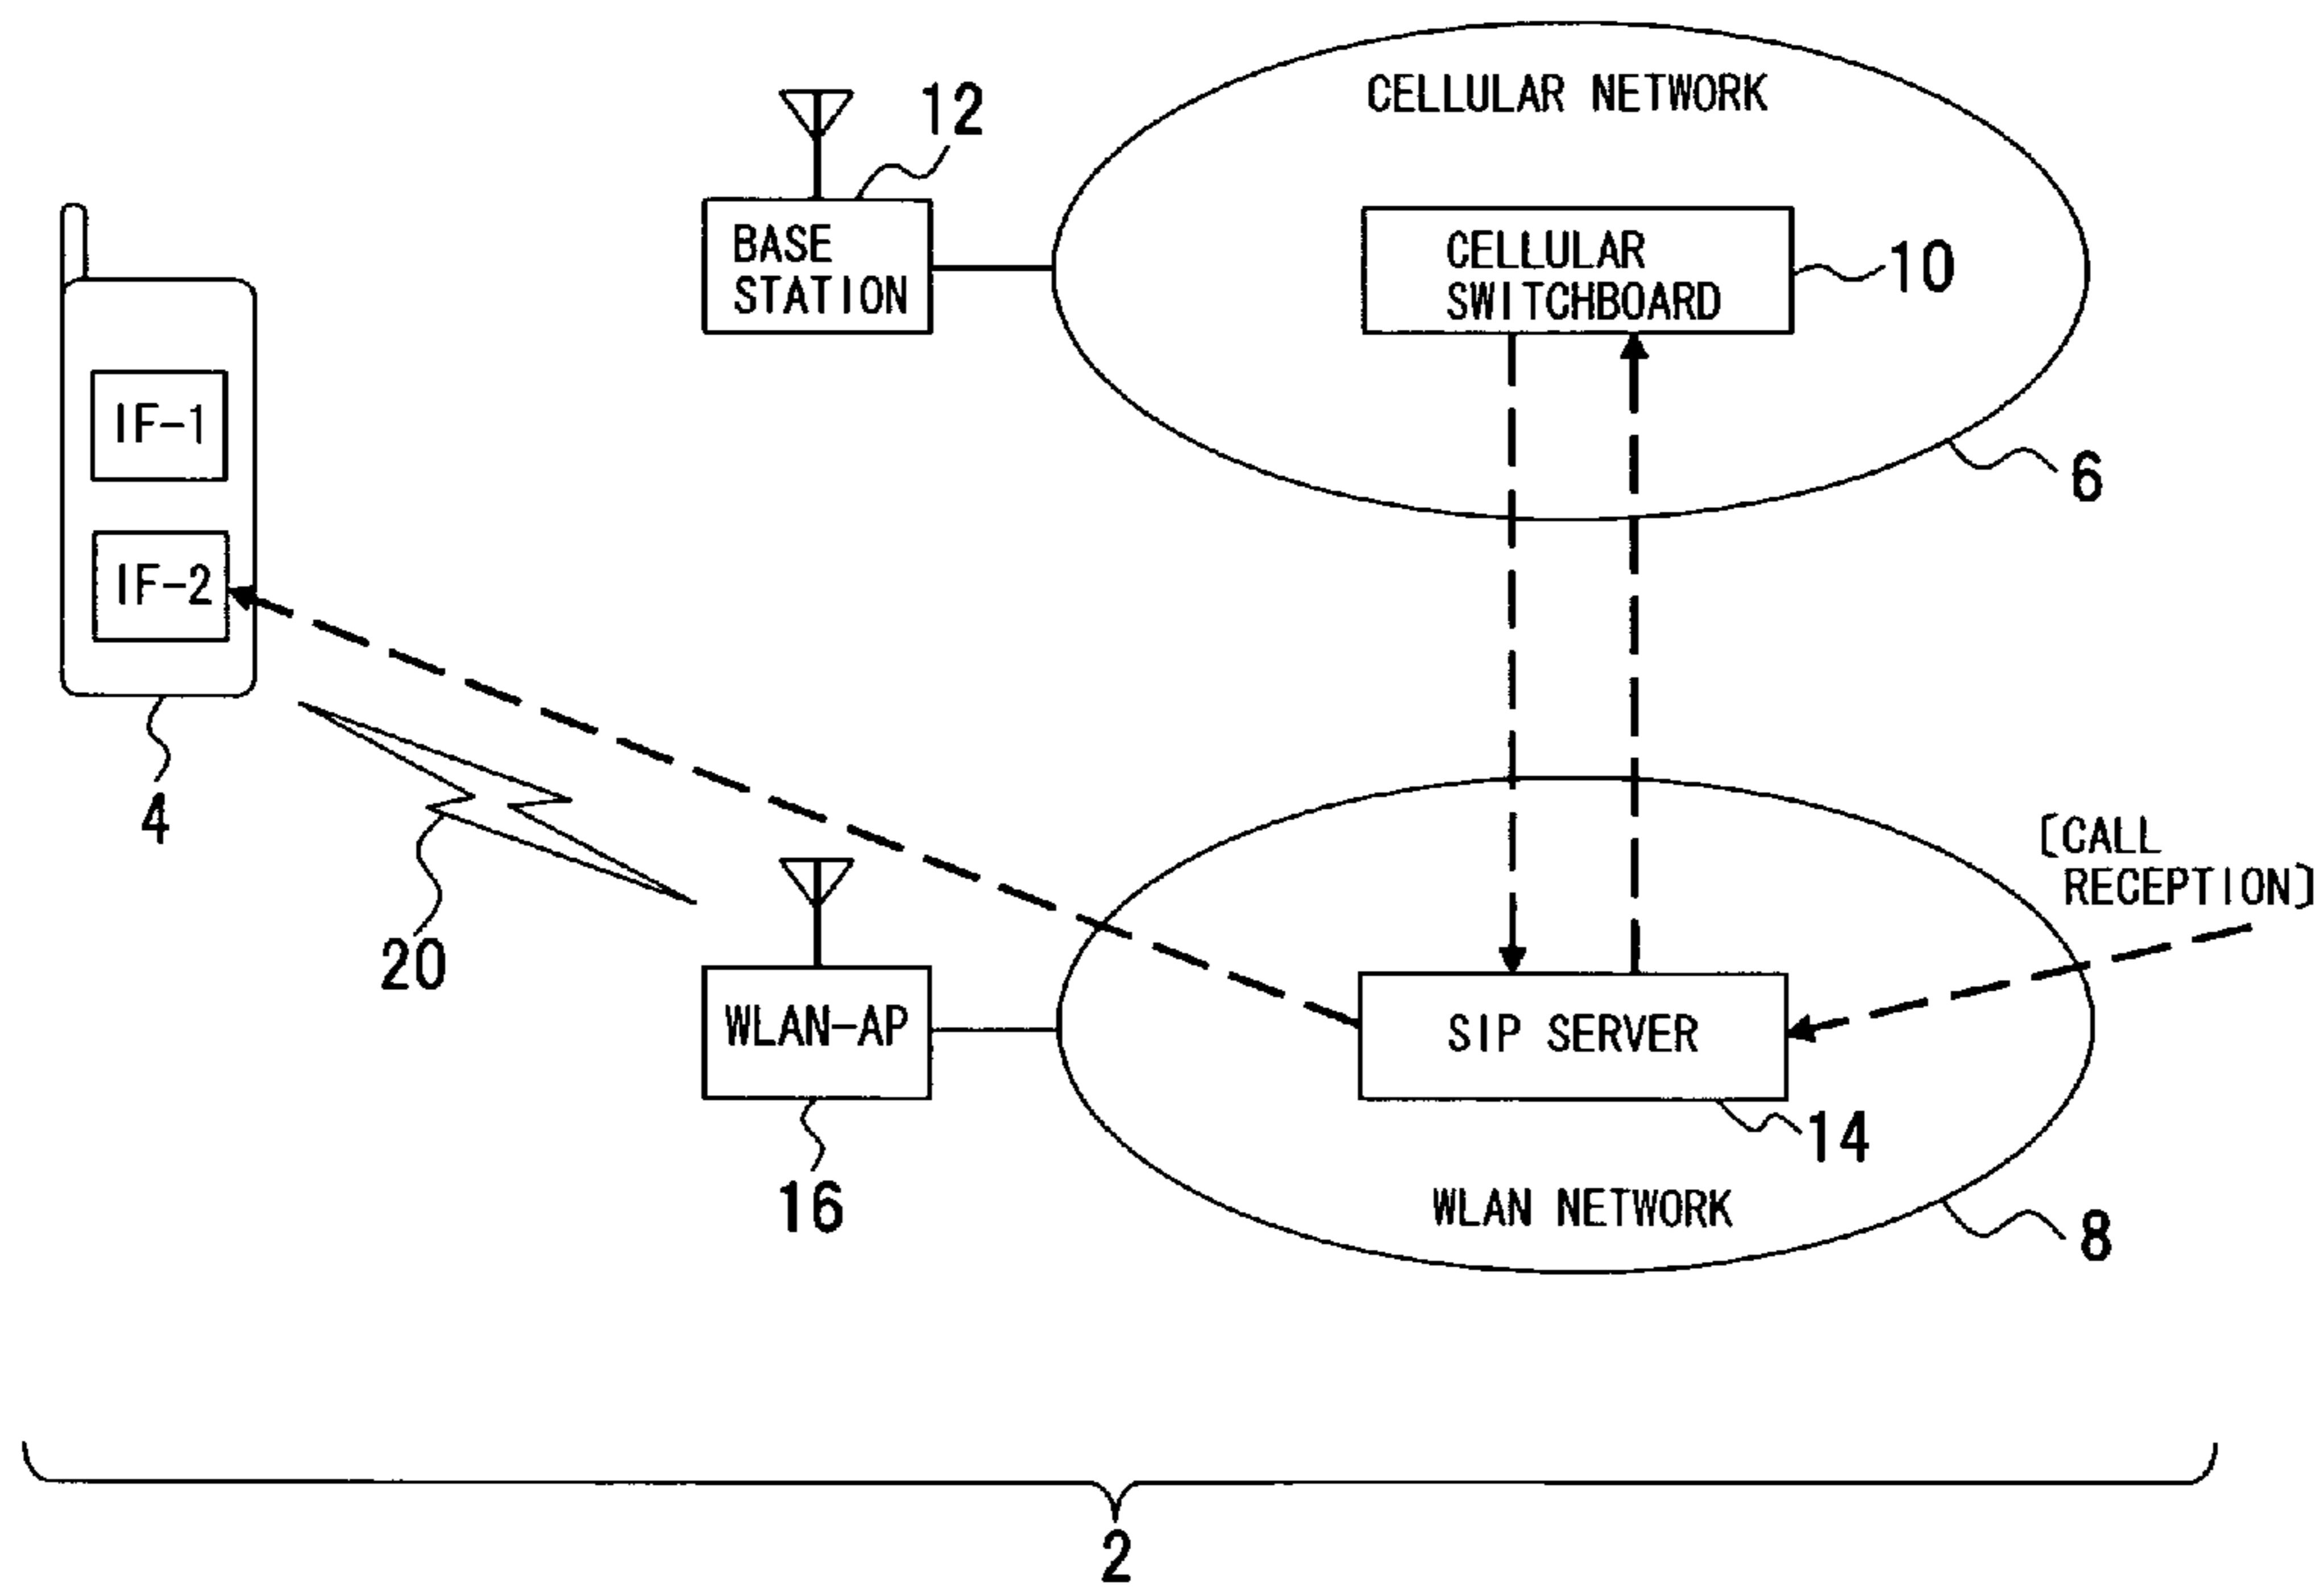 CELLULAR NETWORK
12
BASE
STATION
CELLULAR
SWITCHBOARD
10
IF-1
6
IF-2
4
20
[CALL
RECEPTION]
WLAN-AP
SIP SERVER
14
16
WLAN NETWORK
8
2